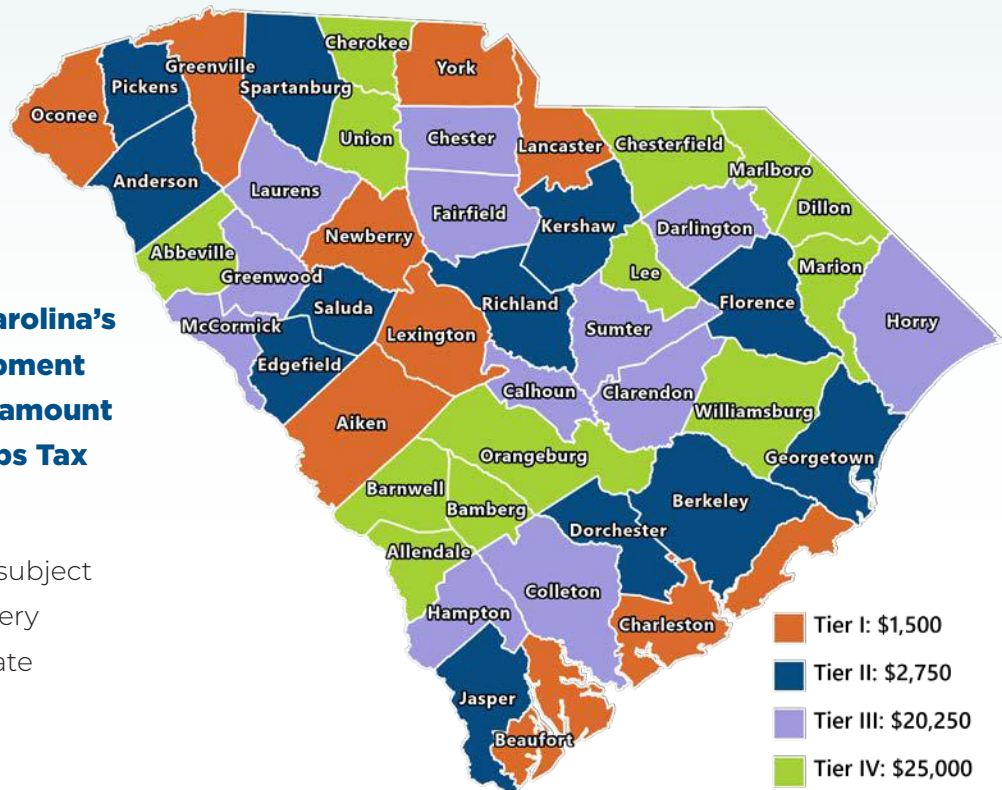 Cherokee
York
Greenville
Pickens
Spartanburg
Oconee
Union
Chester
Lancaster
Chesterfield
Marlboro
Anderson
Laurens
Dillon
Fairfield
Kershaw
Darlington
Newberry
Abbeville
Greenwood
Lee
Marion
Saluda
Richland
Florence
Horry
McCormick
Lexington
Sumter
Edgefield
Calhoun
Clarendon
Williamsburg
Aiken
Orangeburg
Georgetown
Barnwell
Bamberg
Berkeley
Dorchester
Allendale
Colleton
Hampton
Charleston
Jasper
Beaufort
arolina’s
pment
amount
bs Tax
subject
ery
ate
Tier I: $1,500
Tier II: $2,750
Tier III: $20,250
Tier IV: $25,000